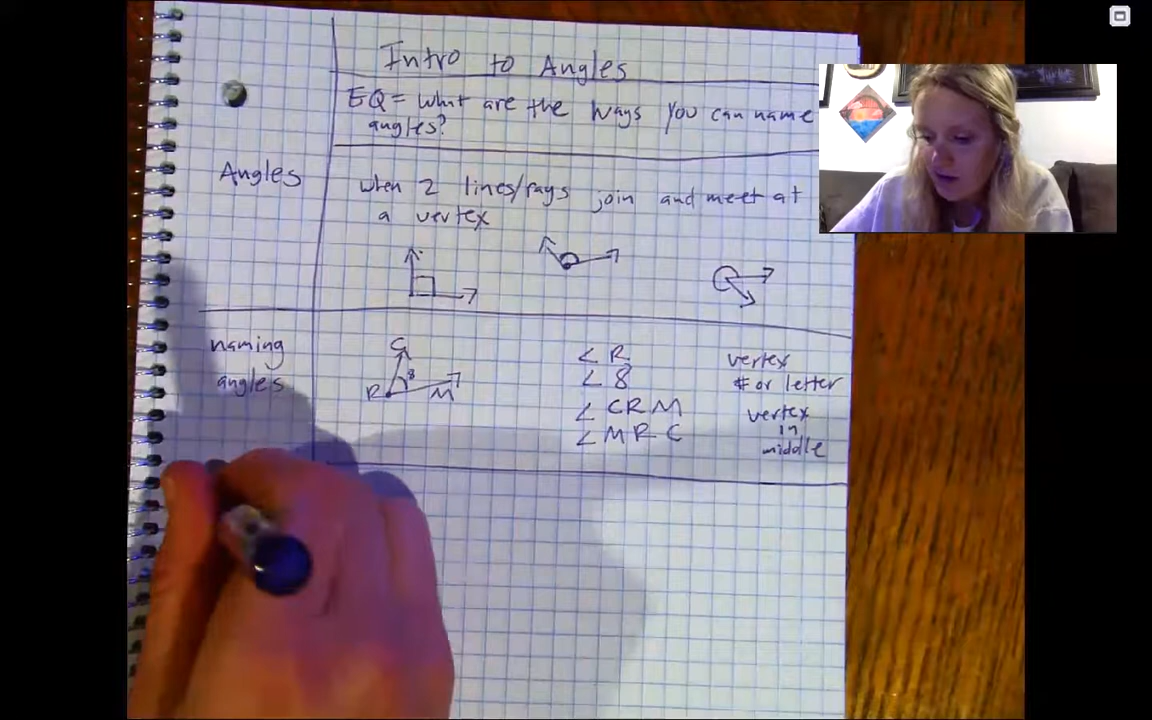 Intro to Angles
EQ= What are the ways you can name
angles?
Angles
when 2 lines/rays join and meet at
a vertex
naming
angles
C
8
R M
< R
< 8
< CRM
< MRC
vertex
# or letter
vertex
in
middle